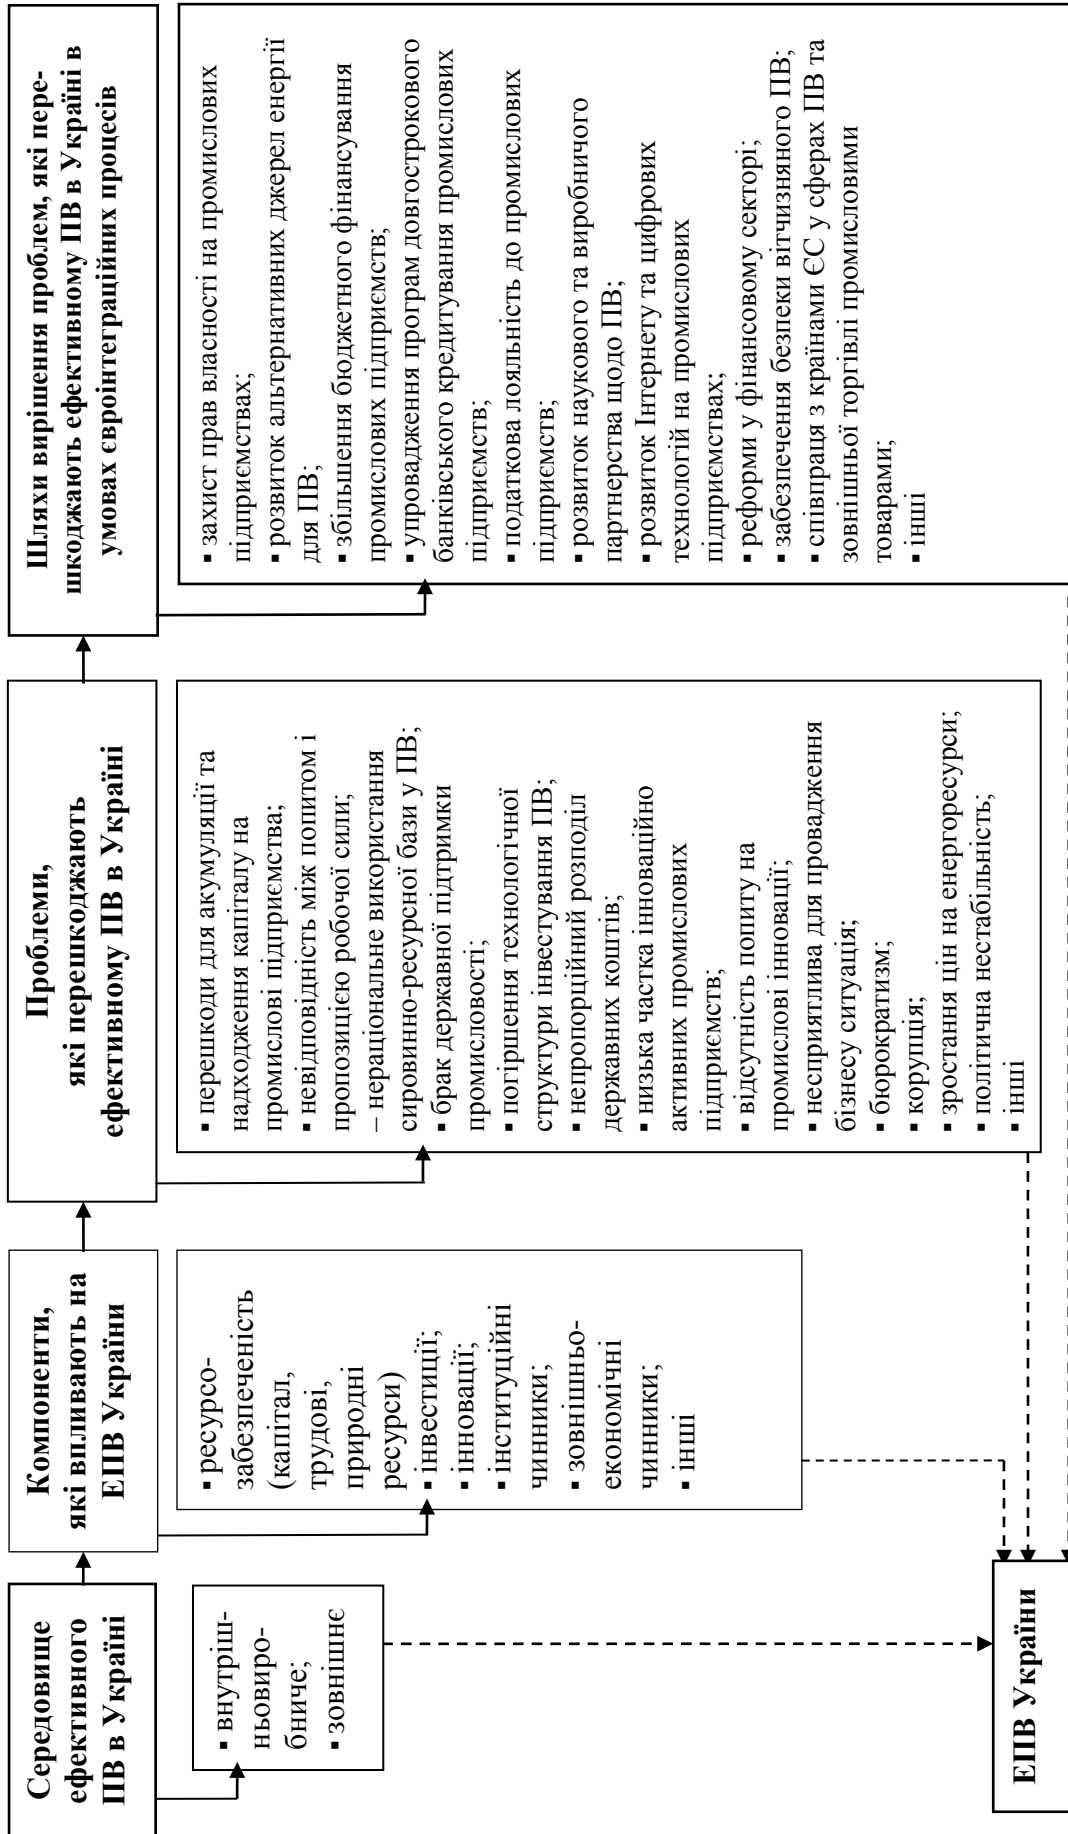 Середовище
ефективного
ПВ в Україні
▪ внутріш-
ньовиро-
бниче;
▪ зовнішнє
Компоненти,
які впливають на
ЕПВ України
▪ ресурсо-
забезпеченість
(капітал,
трудові,
природні
ресурси)
▪ інвестиції;
▪ інновації;
▪ інституційні
чинники;
▪ зовнішньо-
економічні
чинники;
▪ інші
Проблеми,
які перешкоджають
ефективному ПВ в Україні
▪ перешкоди для акумуляції та
надходження капіталу на
промислові підприємства;
▪ невідповідність між попитом і
пропозицією робочої сили;
– нераціональне використання
сировинно-ресурсної бази у ПВ;
▪ брак державної підтримки
промисловості;
▪ погіршення технологічної
структури інвестування ПВ;
▪ непропорційний розподіл
державних коштів;
▪ низька частка інноваційно
активних промислових
підприємств;
▪ відсутність попиту на
промислові інновації;
▪ несприятлива для провадження
бізнесу ситуація;
▪ бюрократизм;
▪ корупція;
▪ зростання цін на енергоресурси;
▪ політична нестабільність;
▪ інші
Шляхи вирішення проблем, які пере-
шкоджають ефективному ПВ в Україні в
умовах євроінтеграційних процесів
▪ захист прав власності на промислових
підприємствах;
▪ розвиток альтернативних джерел енергії
для ПВ;
▪ збільшення бюджетного фінансування
промислових підприємств;
▪ упровадження програм довгострокового
банківського кредитування промислових
підприємств;
▪ податкова лояльність до промислових
підприємств;
▪ розвиток наукового та виробничого
партнерства щодо ПВ;
▪ розвиток Інтернету та цифрових
технологій на промислових
підприємствах;
▪ реформи у фінансовому секторі;
▪ забезпечення безпеки вітчизняного ПВ;
▪ співпраця з країнами ЄС у сферах ПВ та
зовнішньої торгівлі промисловими
товарами;
▪ інші
ЕПВ України